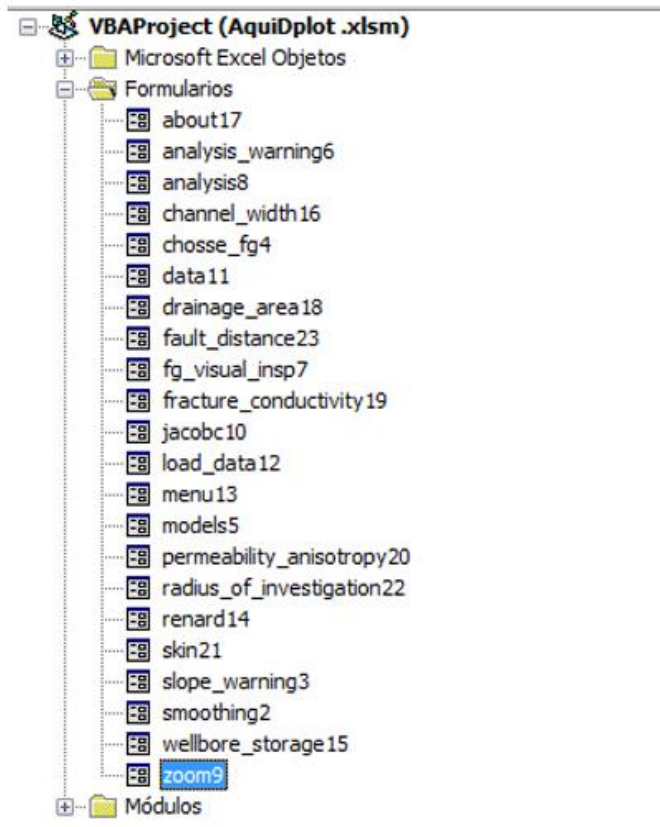 VBAProject (AquiDplot .xlsm)
Microsoft Excel Objetos
Formularios
about17
analysis_warning6
analysis8
channel_width16
chosse_fg4
data11
drainage_area18
fault_distance23
fg_visual_insp7
fracture_conductivity19
jacobc10
load_data12
menu13
models5
permeability_anisotropy20
radius_of_investigation22
renard14
skin21
slope_warning3
smoothing2
wellbore_storage15
zoom9
Módulos